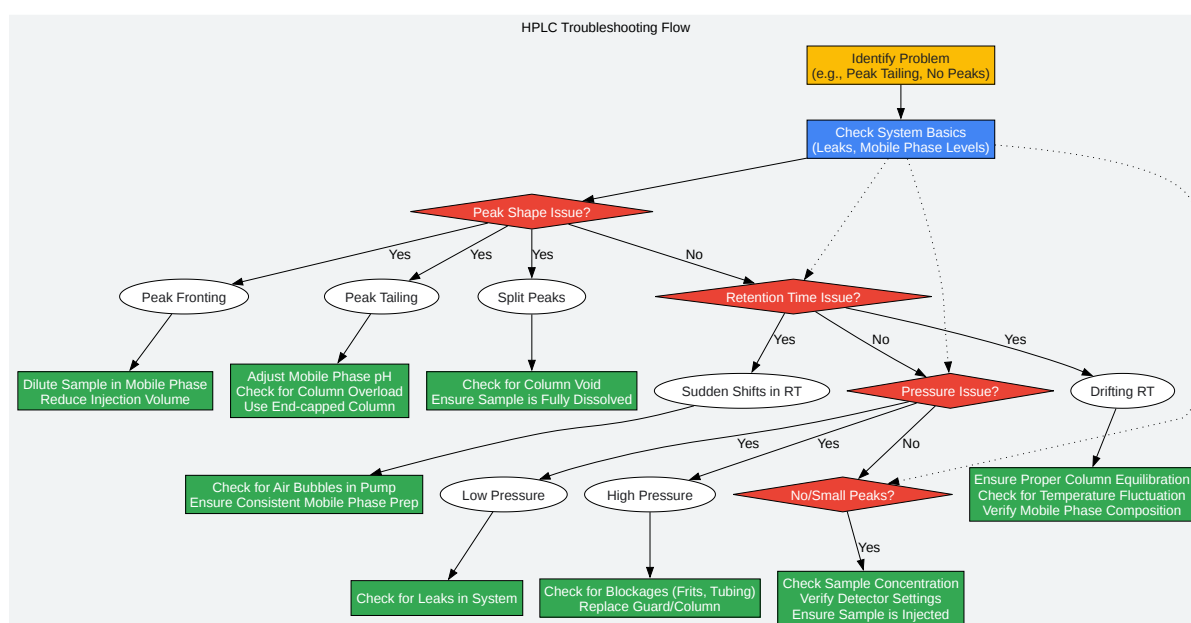 HPLC Troubleshooting Flow
Identify Problem
(e.g., Peak Tailing, No Peaks)
Check System Basics
(Leaks, Mobile Phase Levels)
Peak Shape Issue?
Yes
Yes
Yes
No
Peak Fronting
Peak Tailing
Split Peaks
Retention Time Issue?
Yes
No
Yes
Dilute Sample in Mobile Phase
Reduce Injection Volume
Adjust Mobile Phase pH
Check for Column Overload
Use End-capped Column
Check for Column Void
Ensure Sample is Fully Dissolved
Sudden Shifts in RT
Pressure Issue?
Drifting RT
Yes
Yes
No
Check for Air Bubbles in Pump
Ensure Consistent Mobile Phase Prep
Low Pressure
High Pressure
No/Small Peaks?
Ensure Proper Column Equilibration
Check for Temperature Fluctuation
Verify Mobile Phase Composition
Yes
Check for Leaks in System
Check for Blockages (Frits, Tubing)
Replace Guard/Column
Check Sample Concentration
Verify Detector Settings
Ensure Sample is Injected